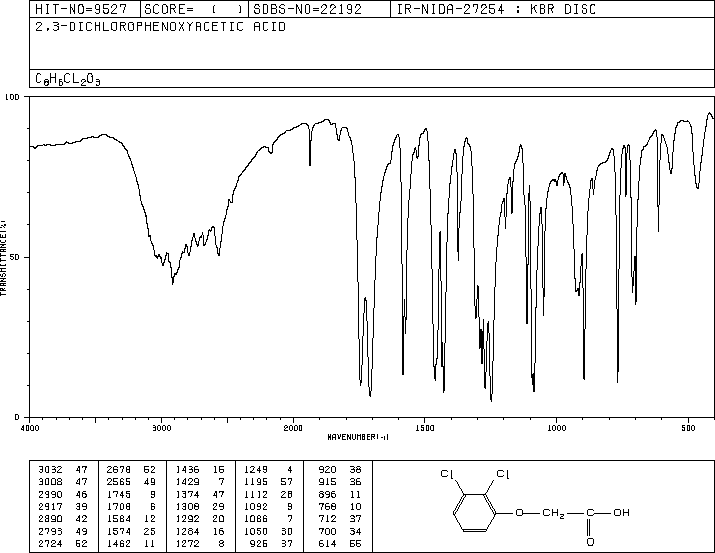 HIT-NO=9527 SCORE= ( ) SDBS-NO=22192 IR-NIDA-27254 : KBR DISC
2,3-DICHLOROPHENOXYACETIC ACID
C8H6CL2O3
100
50
0
TRANSMITTANCE(%)
4000 3000 2000 1500 1000 500
WAVENUMBER(-1)
3032 47 2678 52 1436 15 1249 4 920 38
3008 47 2565 49 1429 7 1195 57 915 36
2990 46 1745 9 1374 47 1112 28 896 11
2917 39 1708 6 1308 29 1092 9 768 10
2890 42 1584 12 1292 20 1086 7 712 37
2793 49 1574 25 1284 16 1050 30 700 34
2724 52 1462 11 1272 8 925 37 614 55
Cl Cl
O CH2 C OH
O